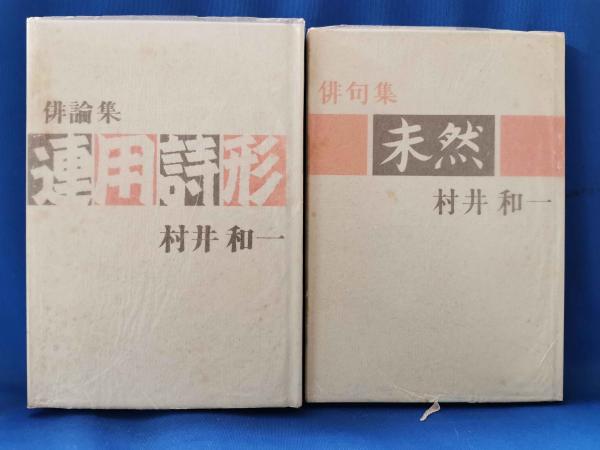 俳論集
連用詩形
村井和一
俳句集
未然
村井和一